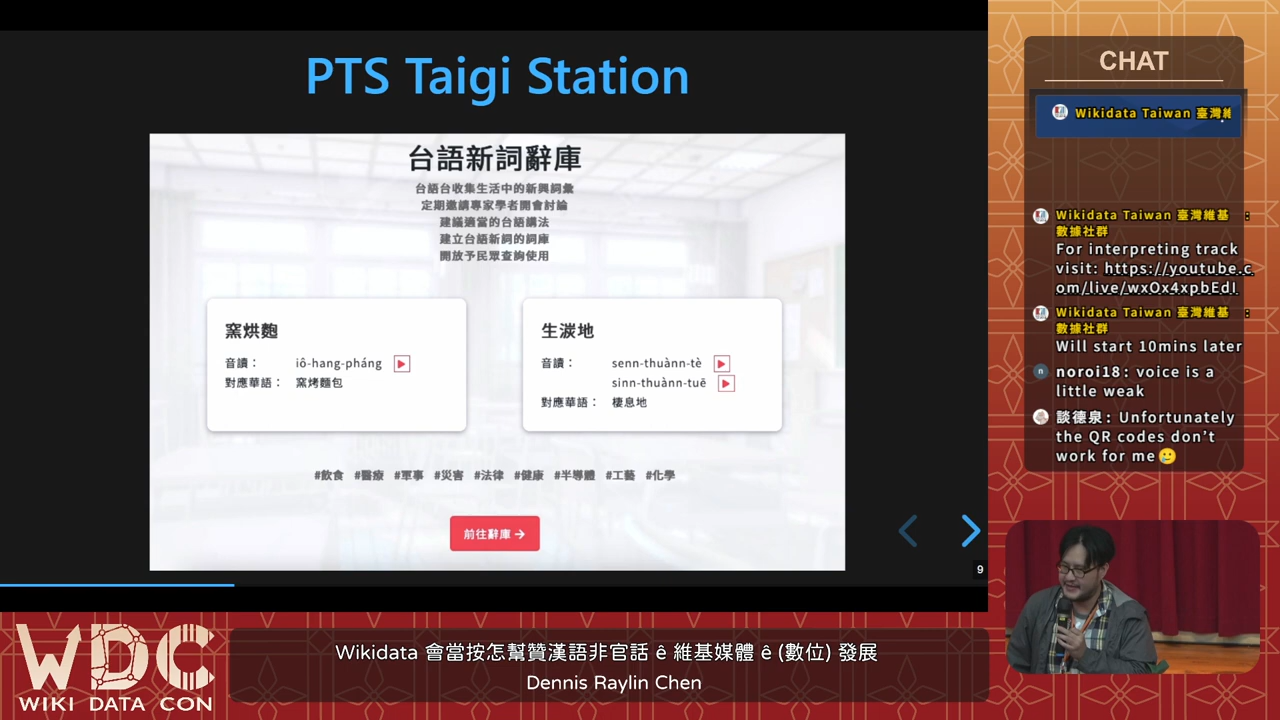 PTS Taigi Station
台語新詞辭庫
台語台收集生活中的新興詞彙
定期邀請專家學者開會討論
建議適當的台語講法
建立台語新詞的詞庫
開放予民眾查詢使用
窯烘麭
音讀： iô-hang-pháng
對應華語： 窯烤麵包
生湠地
音讀： senn-thuànn-tè
sinn-thuànn-tuē
對應華語： 棲息地
#飲食 #醫療 #軍事 #災害 #法律 #健康 #半導體 #工藝 #化學
前往辭庫→
9
CHAT
Wikidata Taiwan 臺灣維
Wikidata Taiwan 臺灣維基
數據社群 :
For interpreting track
visit: https://youtube.c
om/live/wxOx4xpbEdI
Wikidata Taiwan 臺灣維基
數據社群 :
Will start 10mins later
noroi18: voice is a
little weak
談德泉: Unfortunately
the QR codes don't
work for me🥲
WDC
WIKI DATA CON
Wikidata 會當按怎幫贊漢語非官話 ê 維基媒體 ê (數位) 發展
Dennis Raylin Chen